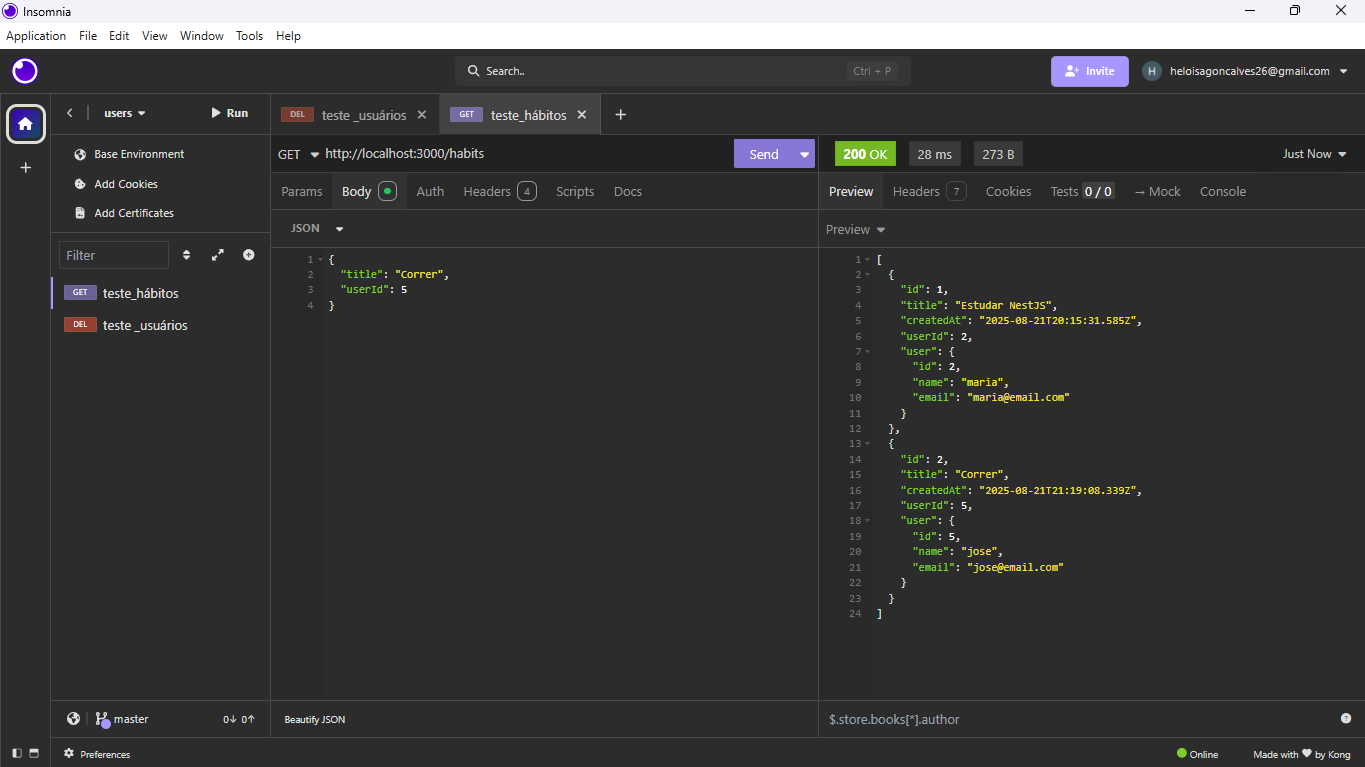 Insomnia
Application File Edit View Window Tools Help
Search.. Ctrl + P Invite H heloisagoncalves26@gmail.com
users Run DEL teste _usuários GET teste_hábitos
Base Environment
Add Cookies
Add Certificates
Filter
GET teste_hábitos
DEL teste _usuários
GET http://localhost:3000/habits Send
Params Body Auth Headers 4 Scripts Docs
JSON
1 {
2 "title": "Correr",
3 "userId": 5
4 }
200 OK 28 ms 273 B Just Now
Preview Headers 7 Cookies Tests 0 / 0 → Mock Console
Preview
1 [
2 {
3 "id": 1,
4 "title": "Estudar NestJS",
5 "createdAt": "2025-08-21T20:15:31.585Z",
6 "userId": 2,
7 "user": {
8 "id": 2,
9 "name": "maria",
10 "email": "maria@email.com"
11 }
12 },
13 {
14 "id": 2,
15 "title": "Correr",
16 "createdAt": "2025-08-21T21:19:08.339Z",
17 "userId": 5,
18 "user": {
19 "id": 5,
20 "name": "jose",
21 "email": "jose@email.com"
22 }
23 }
24 ]
master 0↓ 0↑ Beautify JSON $.store.books[*].author ?
Preferences Online Made with ♥ by Kong